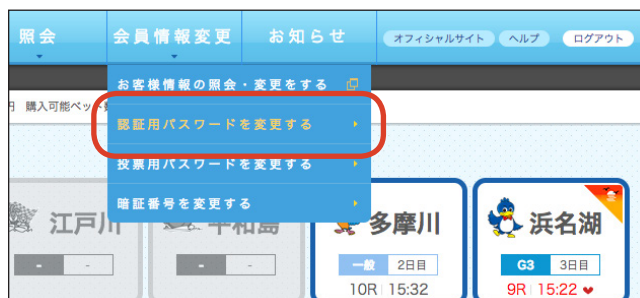 照会 会員情報変更 お知らせ オフィシャルサイト ヘルプ ログアウト
お客様情報の照会・変更をする
購入可能ベット
認証用パスワードを変更する
投票用パスワードを変更する
暗証番号を変更する
江戸川 平和島 多摩川 浜名湖
- - - - 一般 2日目 G3 3日目
10R 15:32 9R 15:22